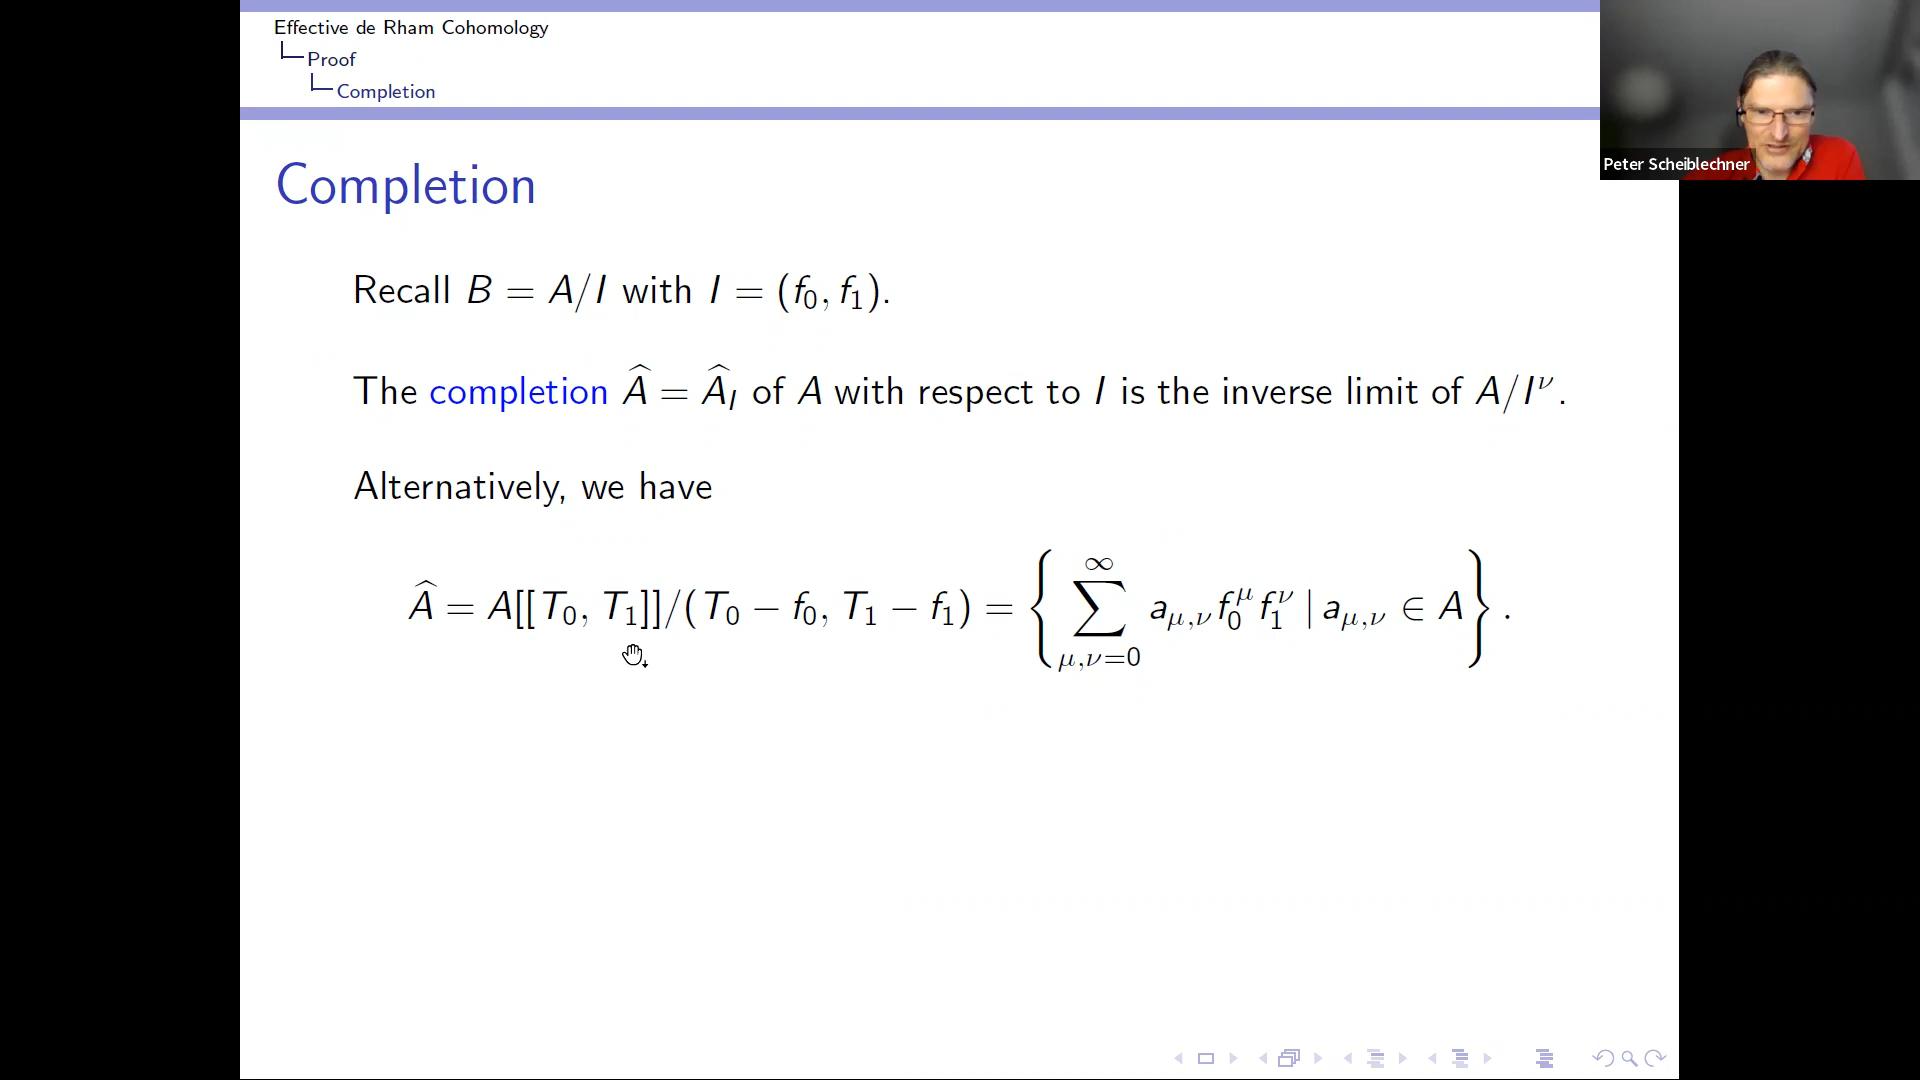 Effective de Rham Cohomology
Proof
Completion
Peter Scheiblechner
Completion
Recall B = A/I with I = (f₀, f₁).
The completion Â = Â_I of A with respect to I is the inverse limit of A/I^ν.
Alternatively, we have
Â = A[[T₀, T₁]]/(T₀ − f₀, T₁ − f₁) = { ∑_{μ,ν=0}^{∞} a_{μ,ν} f₀^μ f₁^ν | a_{μ,ν} ∈ A } .